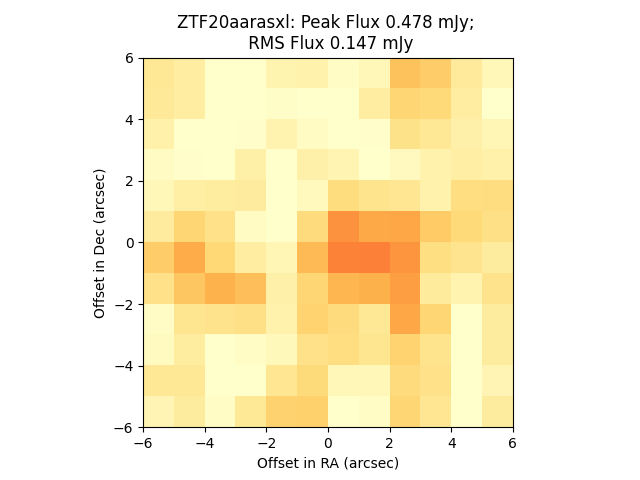 ZTF20aarasxl: Peak Flux 0.478 mJy;
RMS Flux 0.147 mJy
6
4
2
0
−2
−4
−6
Offset in Dec (arcsec)
−6 −4 −2 0 2 4 6
Offset in RA (arcsec)